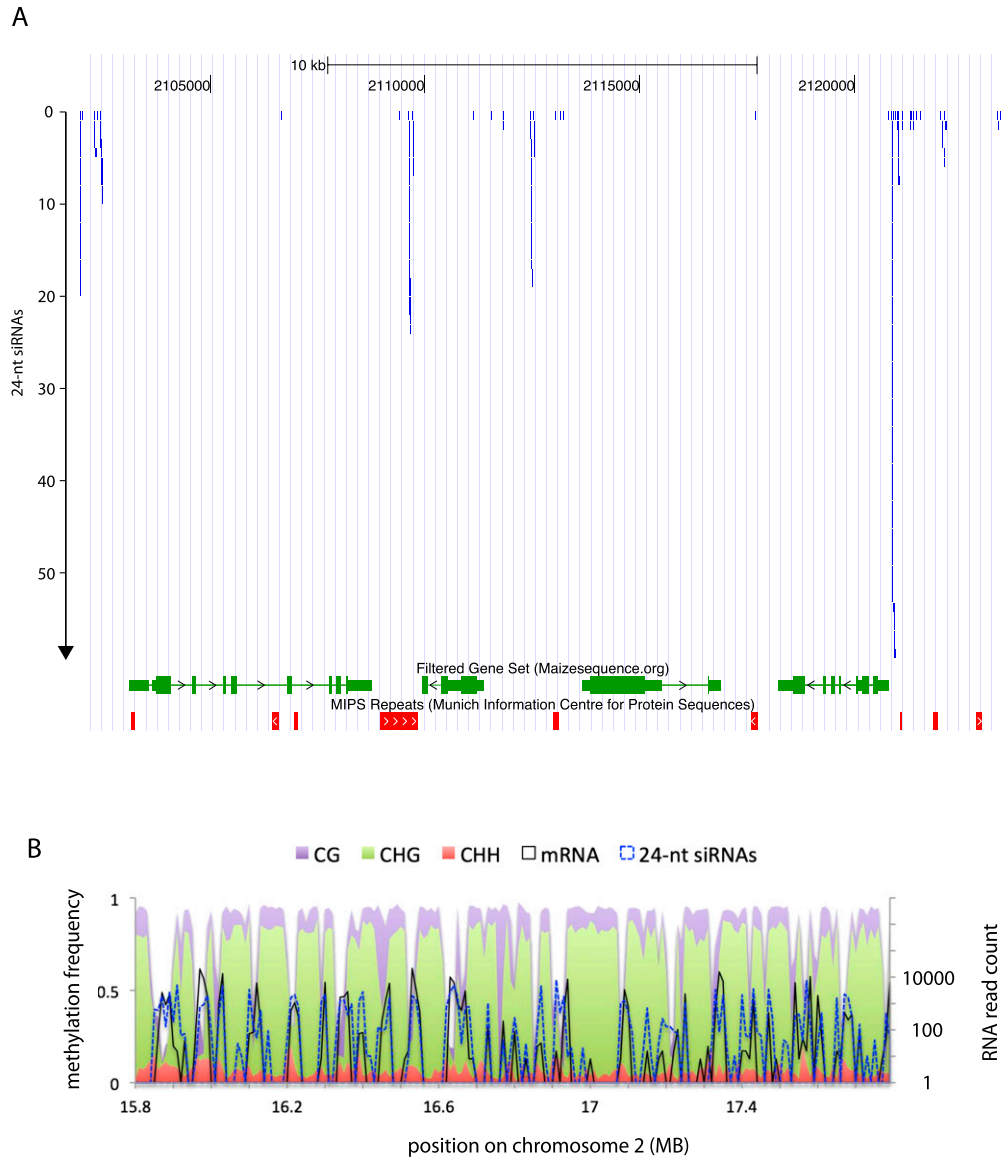 A
10 kb
2105000
2110000
2115000
2120000
0
10
20
30
40
50
24-nt siRNAs
Filtered Gene Set (Maizesequence.org)
MIPS Repeats (Munich Information Centre for Protein Sequences)
B
CG
CHG
CHH
mRNA
24-nt siRNAs
methylation frequency
1
0.5
0
RNA read count
10000
100
1
15.8
16.2
16.6
17
17.4
position on chromosome 2 (MB)